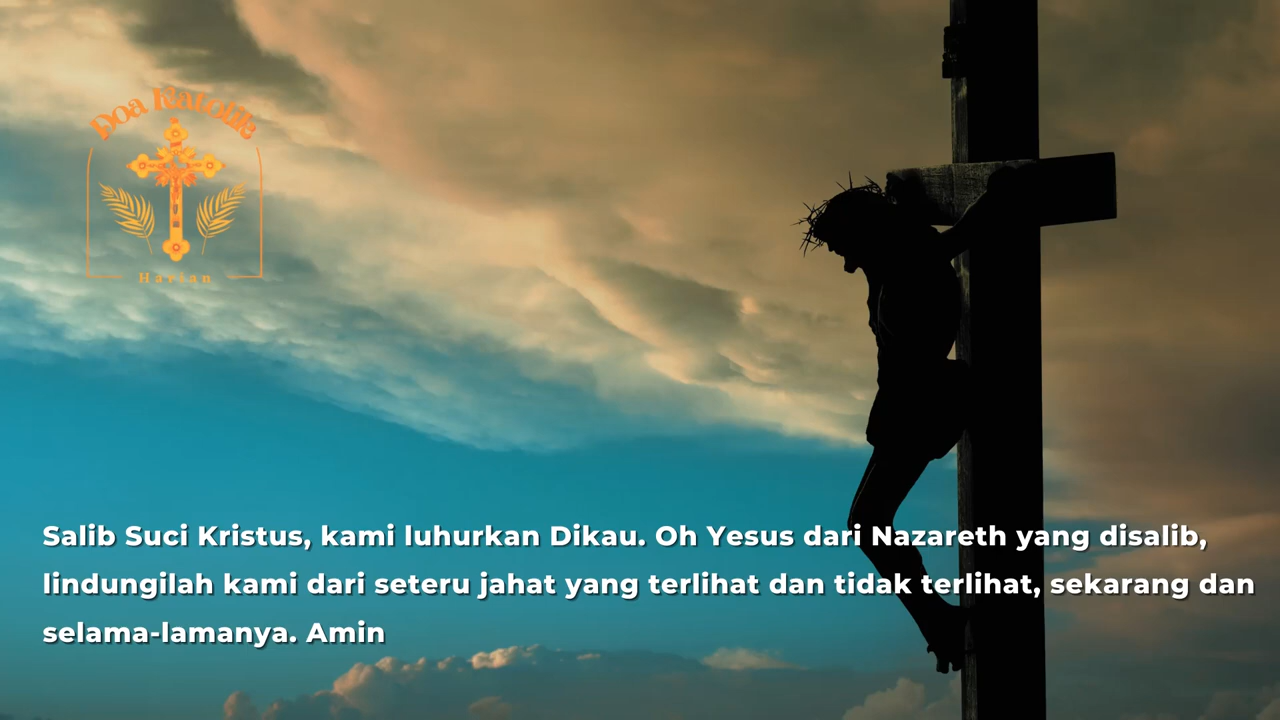 Doa Katolik
Harian
Salib Suci Kristus, kami luhurkan Dikau. Oh Yesus dari Nazareth yang disalib,
lindungilah kami dari seteru jahat yang terlihat dan tidak terlihat, sekarang dan
selama-lamanya. Amin